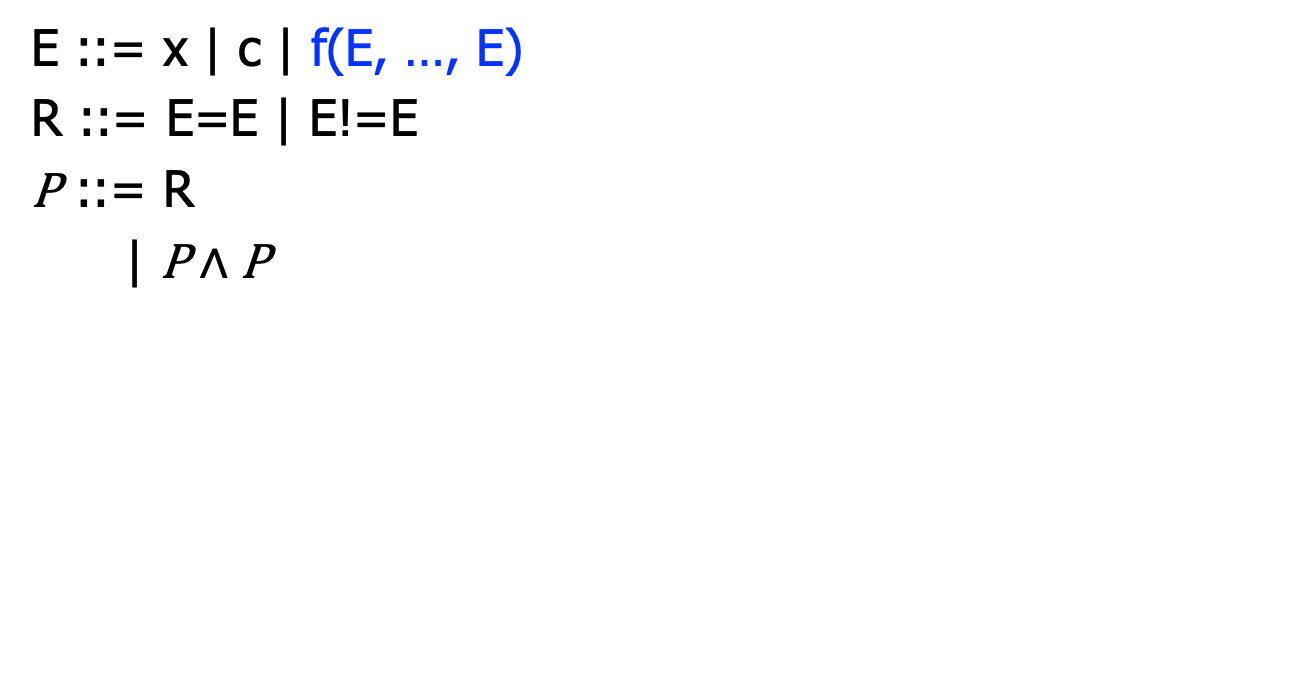 E ::= x | c | f(E, ..., E)
R ::= E=E | E!=E
𝑃 ::= R
| 𝑃 ∧ 𝑃